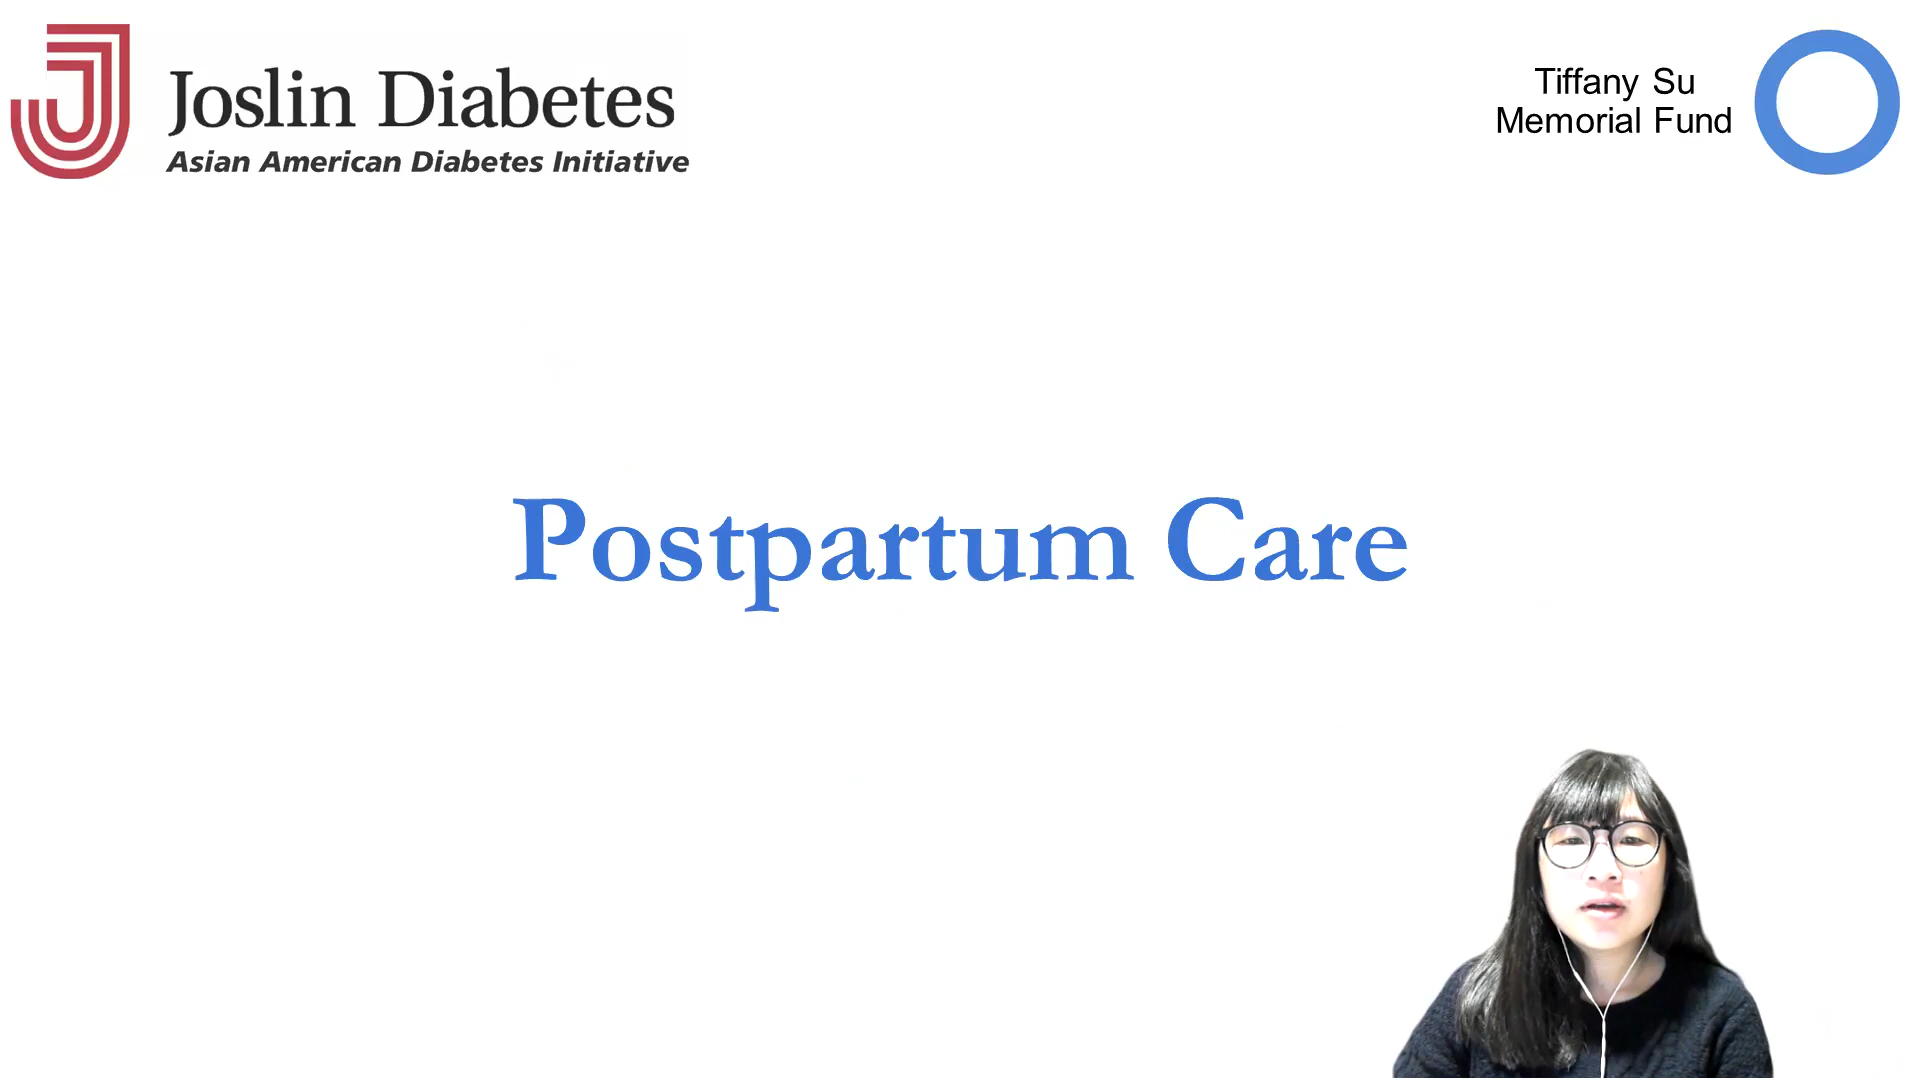 Joslin Diabetes
Asian American Diabetes Initiative
Tiffany Su
Memorial Fund
Postpartum Care